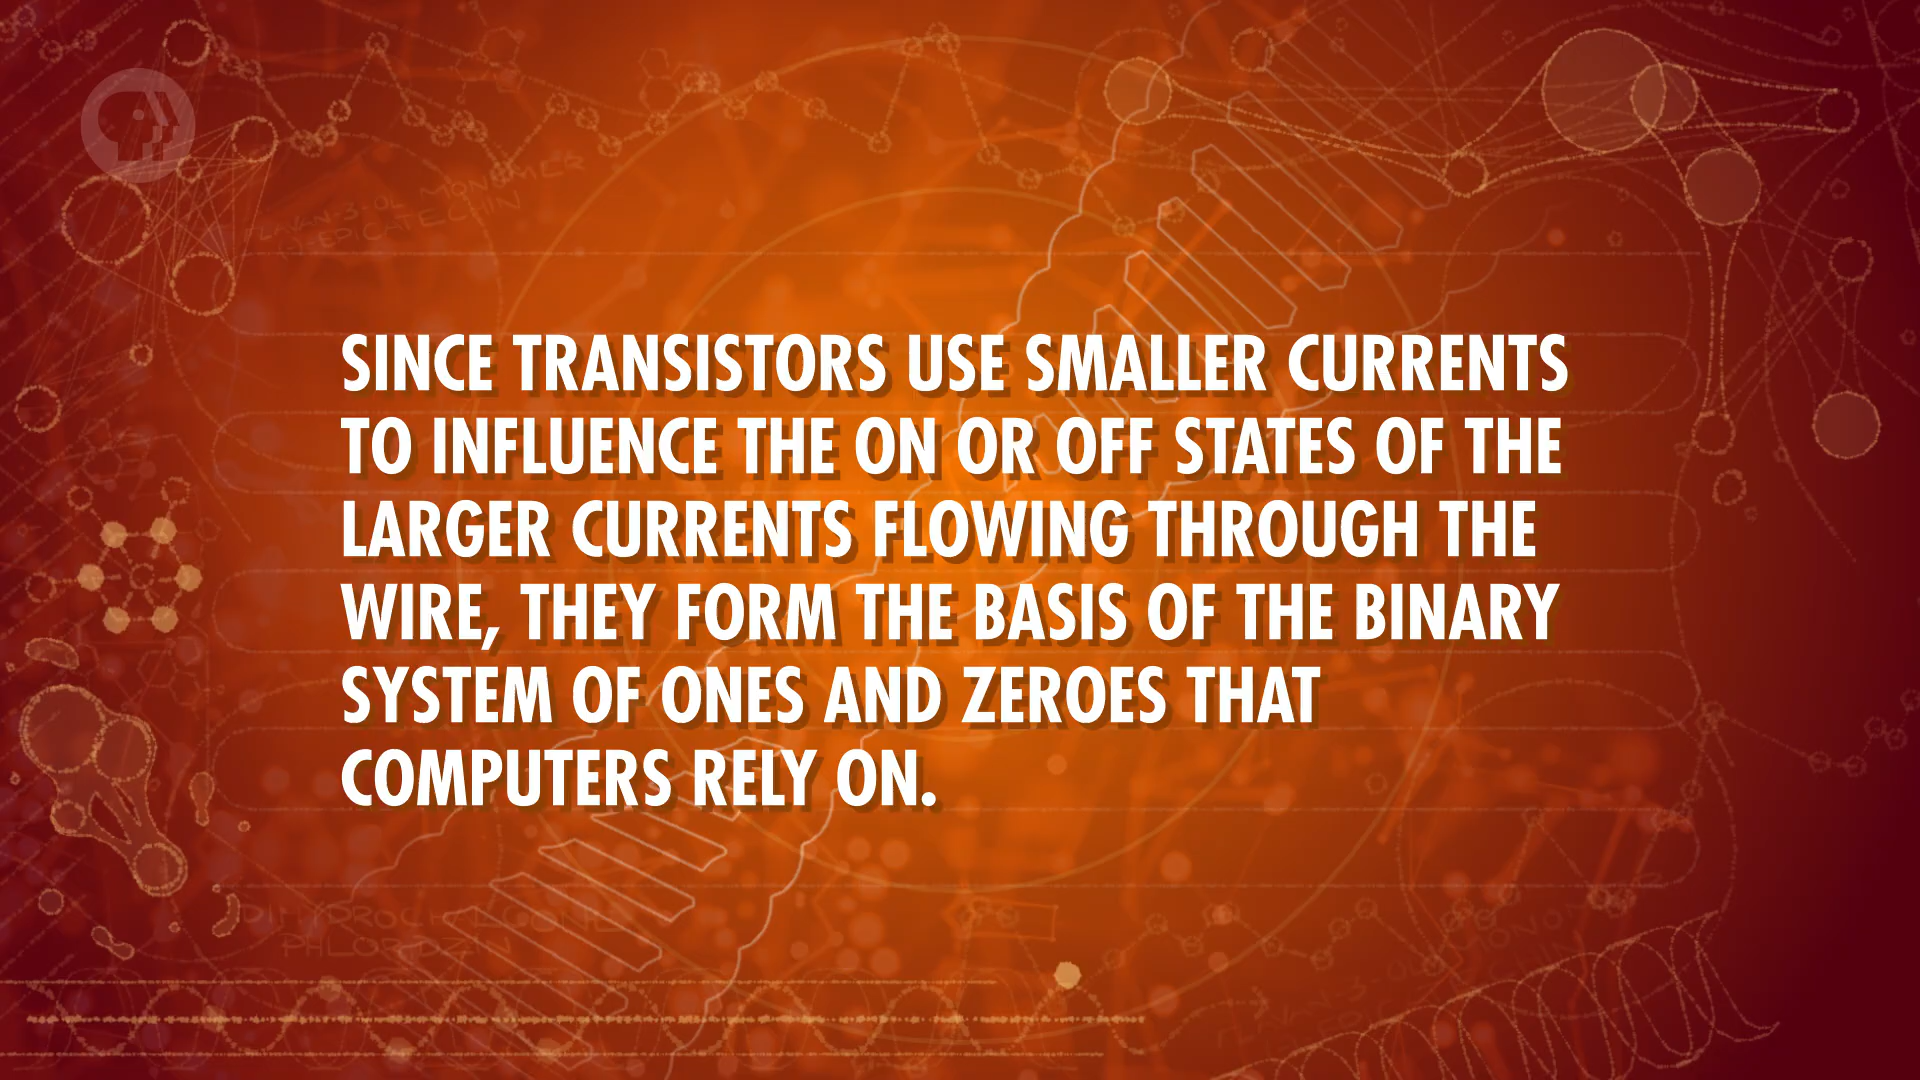 SINCE TRANSISTORS USE SMALLER CURRENTS
TO INFLUENCE THE ON OR OFF STATES OF THE
LARGER CURRENTS FLOWING THROUGH THE
WIRE, THEY FORM THE BASIS OF THE BINARY
SYSTEM OF ONES AND ZEROES THAT
COMPUTERS RELY ON.